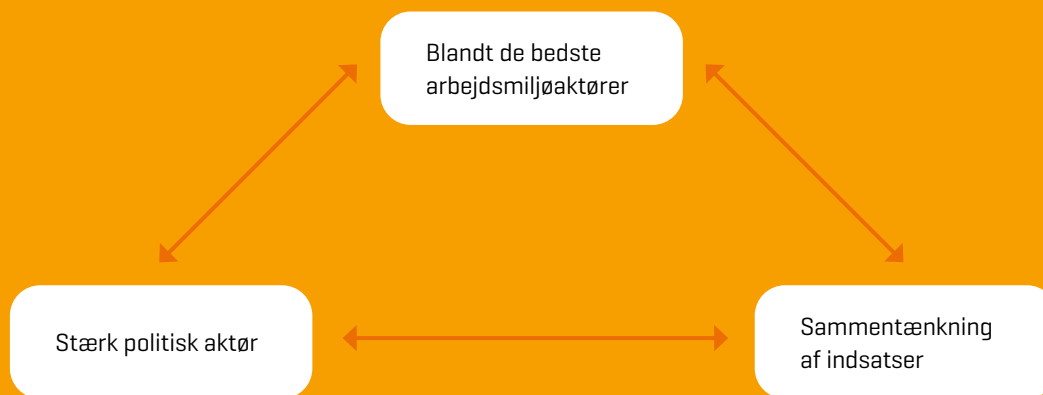 Blandt de bedste
arbejdsmiljøaktører
Stærk politisk aktør
Sammentænkning
af indsatser